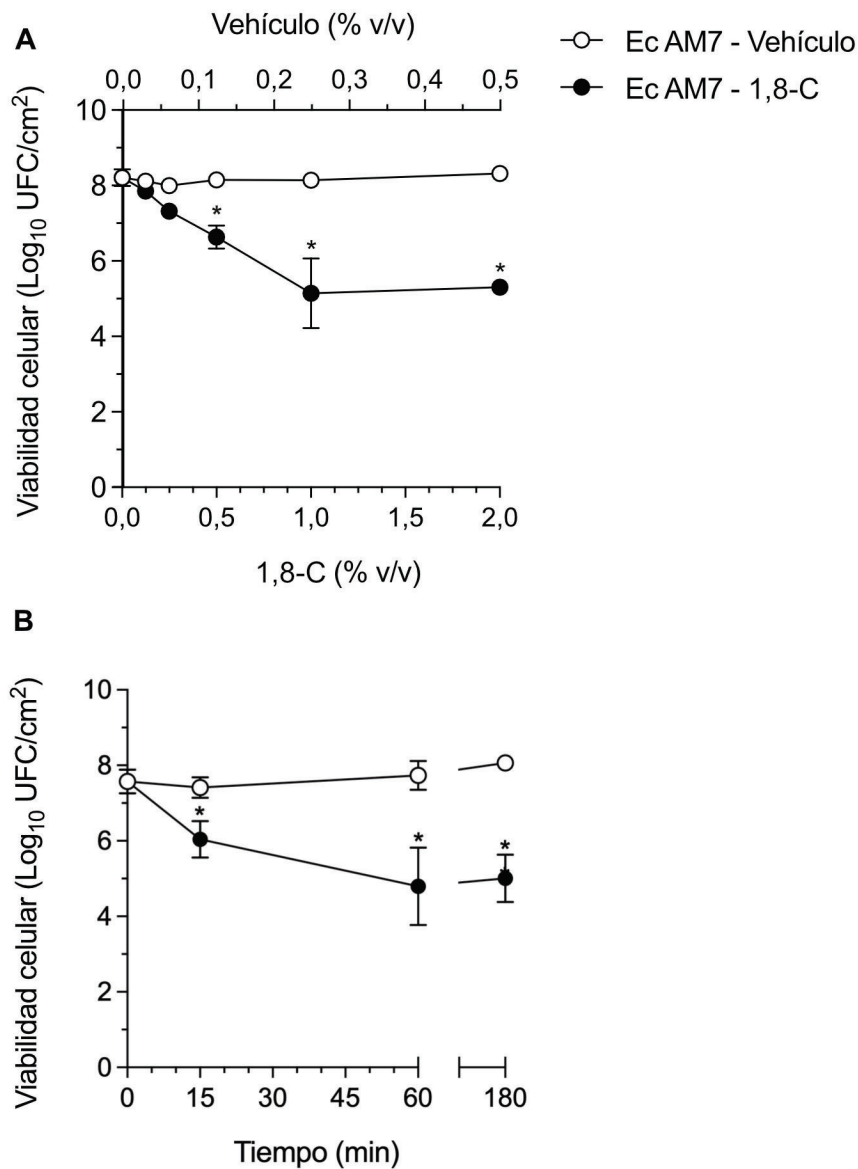 A
Vehículo (% v/v)
Ec AM7 - Vehículo
Ec AM7 - 1,8-C
0,0 0,1 0,2 0,3 0,4 0,5
Viabilidad celular (Log10 UFC/cm2)
10
8
6
4
2
0
* * *
0,0 0,5 1,0 1,5 2,0
1,8-C (% v/v)
B
Viabilidad celular (Log10 UFC/cm2)
10
8
6
4
2
0
* * *
0 15 30 45 60 180
Tiempo (min)